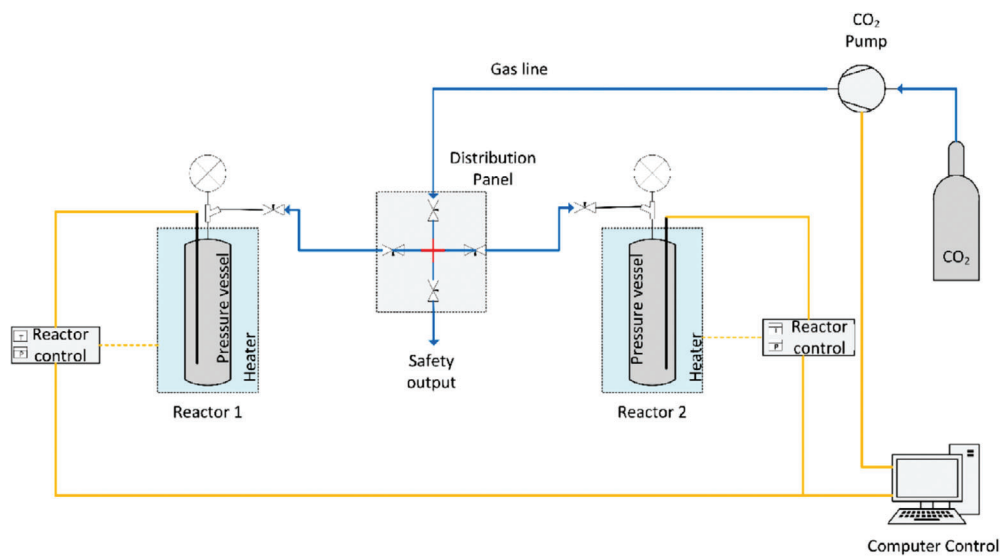 CO₂
Pump
Gas line
Distribution
Panel
CO₂
Pressure vessel
Heater
Pressure vessel
Heater
T
P
Reactor
control
T
P
Reactor
control
Safety
output
Reactor 1
Reactor 2
Computer Control